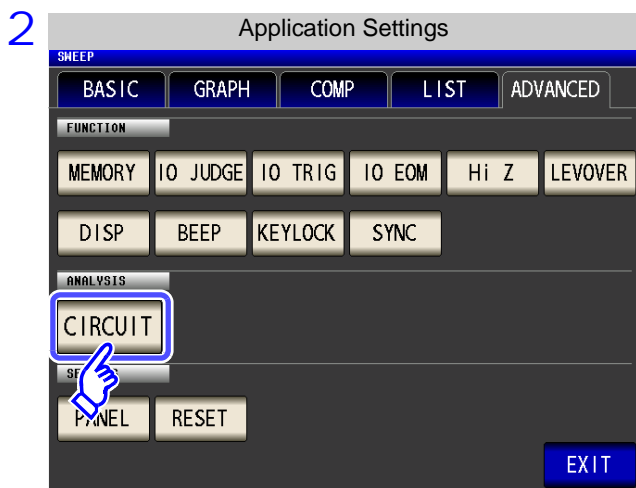 2
Application Settings
SWEEP
BASIC GRAPH COMP LIST ADVANCED
FUNCTION
MEMORY IO JUDGE IO TRIG IO EOM Hi Z LEVOVER
DISP BEEP KEYLOCK SYNC
ANALYSIS
CIRCUIT
PANEL RESET
EXIT